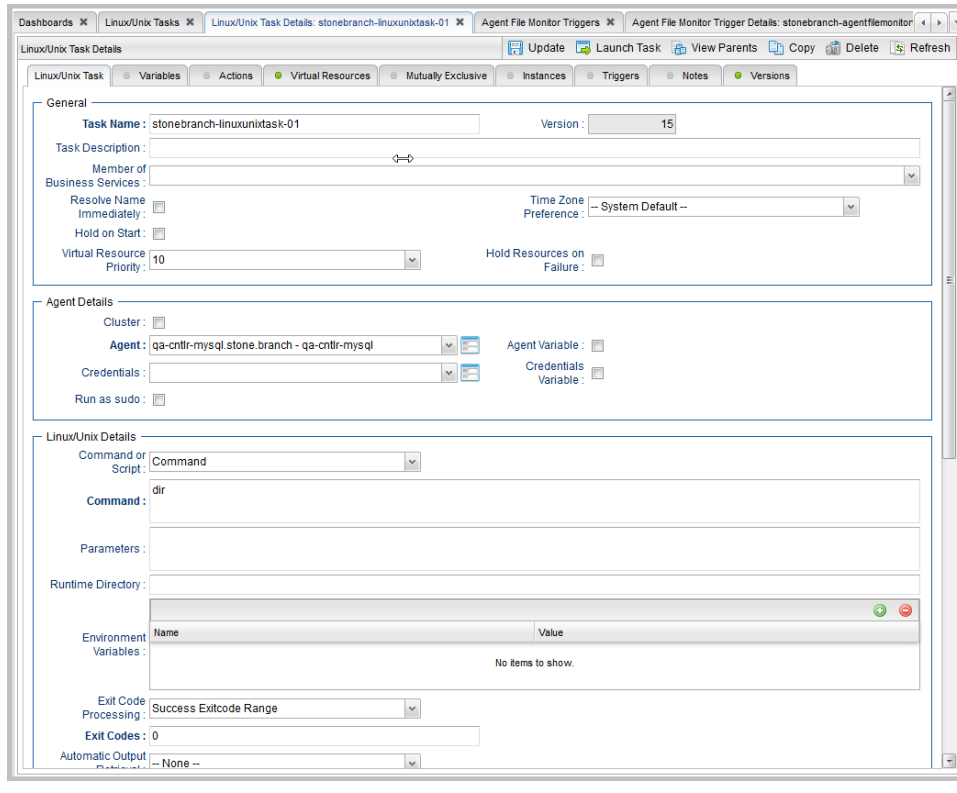 Dashboards Linux/Unix Tasks Linux/Unix Task Details: stonebranch-linuxunixtask-01 Agent File Monitor Triggers Agent File Monitor Trigger Details: stonebranch-agentfilemonitor
Linux/Unix Task Details Update Launch Task View Parents Copy Delete Refresh
Linux/Unix Task Variables Actions Virtual Resources Mutually Exclusive Instances Triggers Notes Versions
General
Task Name : stonebranch-linuxunixtask-01 Version : 15
Task Description :
Member of
Business Services :
Resolve Name
Immediately :
Time Zone
Preference : -- System Default --
Hold on Start :
Virtual Resource
Priority : 10
Hold Resources on
Failure :
Agent Details
Cluster :
Agent : qa-cntlr-mysql.stone.branch - qa-cntlr-mysql Agent Variable :
Credentials :
Credentials
Variable :
Run as sudo :
Linux/Unix Details
Command or
Script : Command
Command : dir
Parameters :
Runtime Directory :
Environment
Variables :
Name Value
No items to show.
Exit Code
Processing : Success Exitcode Range
Exit Codes : 0
Automatic Output
Retrieval : -- None --